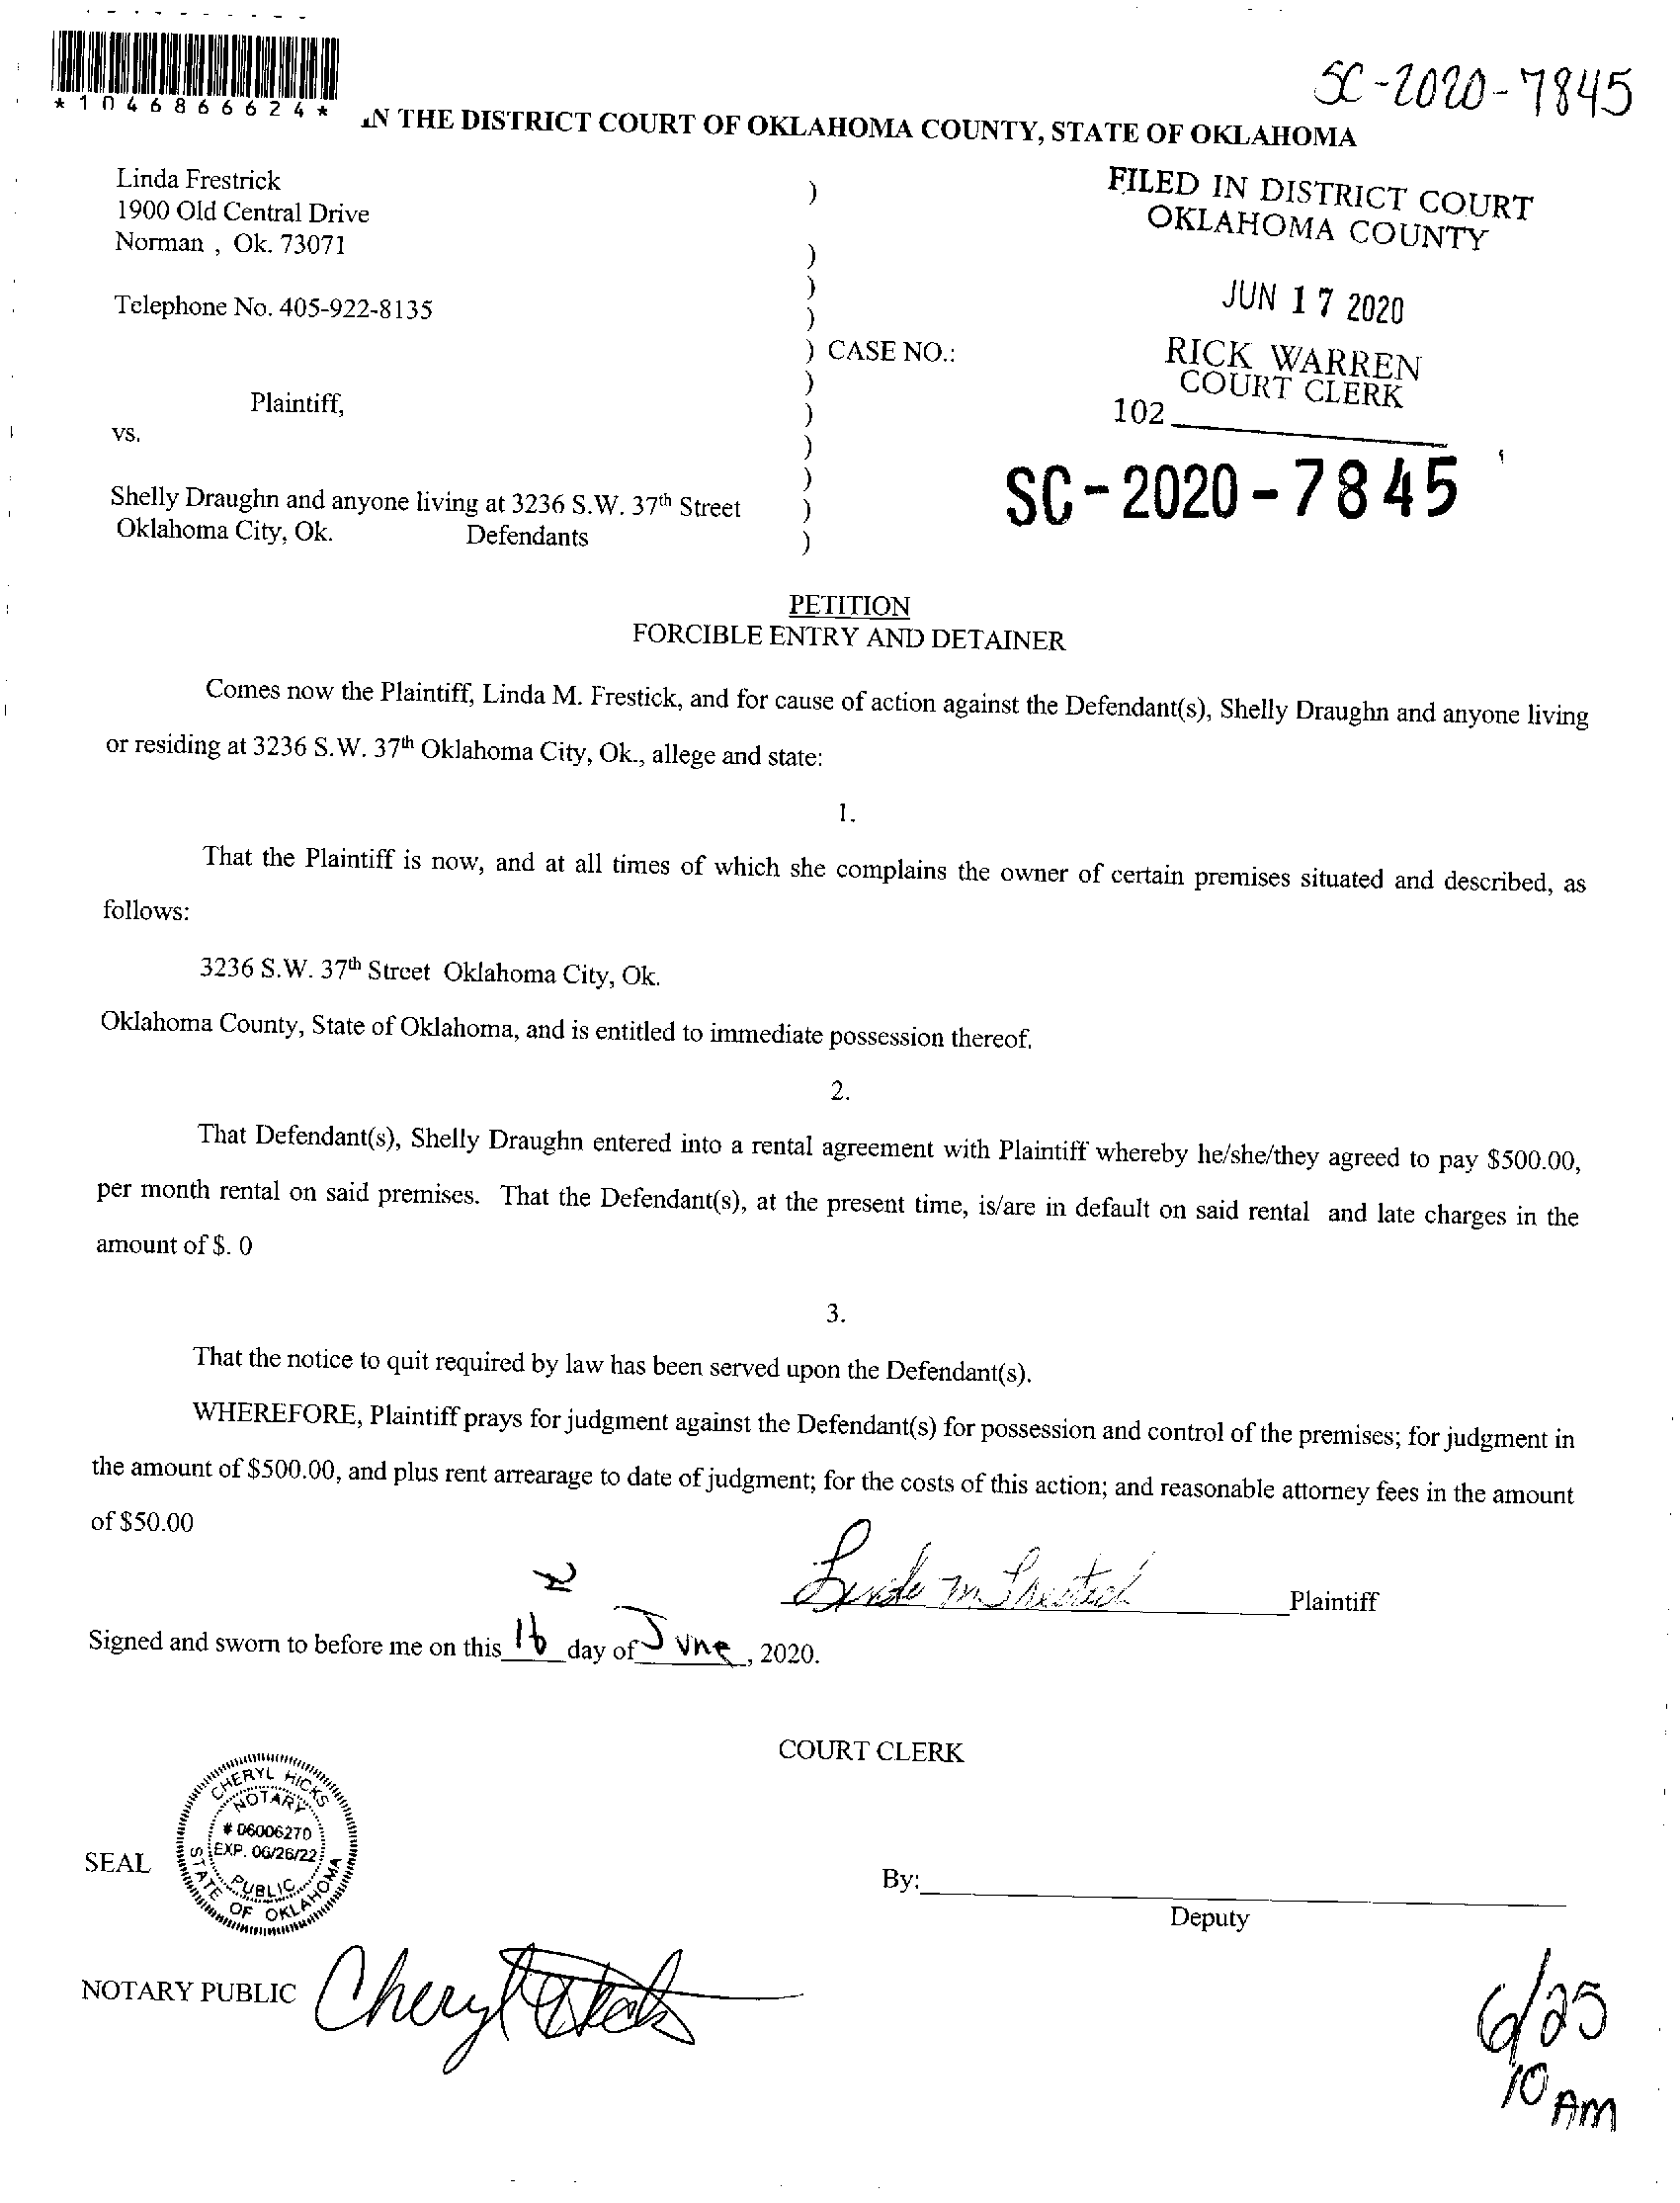 SC-2020-7845
*1046866624*
IN THE DISTRICT COURT OF OKLAHOMA COUNTY, STATE OF OKLAHOMA
Linda Frestrick )
1900 Old Central Drive
Norman , Ok. 73071 )
)
Telephone No. 405-922-8135 )
) CASE NO.:
)
Plaintiff, )
vs. )
)
Shelly Draughn and anyone living at 3236 S.W. 37th Street )
Oklahoma City, Ok. Defendants )
FILED IN DISTRICT COURT
OKLAHOMA COUNTY
JUN 17 2020
RICK WARREN
COURT CLERK
102
SC-2020-7845
PETITION
FORCIBLE ENTRY AND DETAINER
Comes now the Plaintiff, Linda M. Frestick, and for cause of action against the Defendant(s), Shelly Draughn and anyone living
or residing at 3236 S.W. 37th Oklahoma City, Ok., allege and state:
1.
That the Plaintiff is now, and at all times of which she complains the owner of certain premises situated and described, as
follows:
3236 S.W. 37th Street Oklahoma City, Ok.
Oklahoma County, State of Oklahoma, and is entitled to immediate possession thereof.
2.
That Defendant(s), Shelly Draughn entered into a rental agreement with Plaintiff whereby he/she/they agreed to pay $500.00,
per month rental on said premises. That the Defendant(s), at the present time, is/are in default on said rental and late charges in the
amount of $. 0
3.
That the notice to quit required by law has been served upon the Defendant(s).
WHEREFORE, Plaintiff prays for judgment against the Defendant(s) for possession and control of the premises; for judgment in
the amount of $500.00, and plus rent arrearage to date of judgment; for the costs of this action; and reasonable attorney fees in the amount
of $50.00
Linda M Frestick Plaintiff
Signed and sworn to before me on this 16 day of June, 2020.
COURT CLERK
CHERYL HICKS
NOTARY
# 06006270
EXP. 06/26/22
PUBLIC
STATE OF OKLAHOMA
SEAL
By:
Deputy
NOTARY PUBLIC Cheryl Hicks
6/25
10 AM